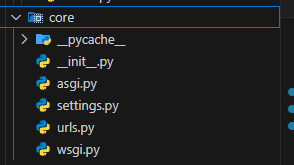 core
__pycache__
__init__.py
asgi.py
settings.py
urls.py
wsgi.py